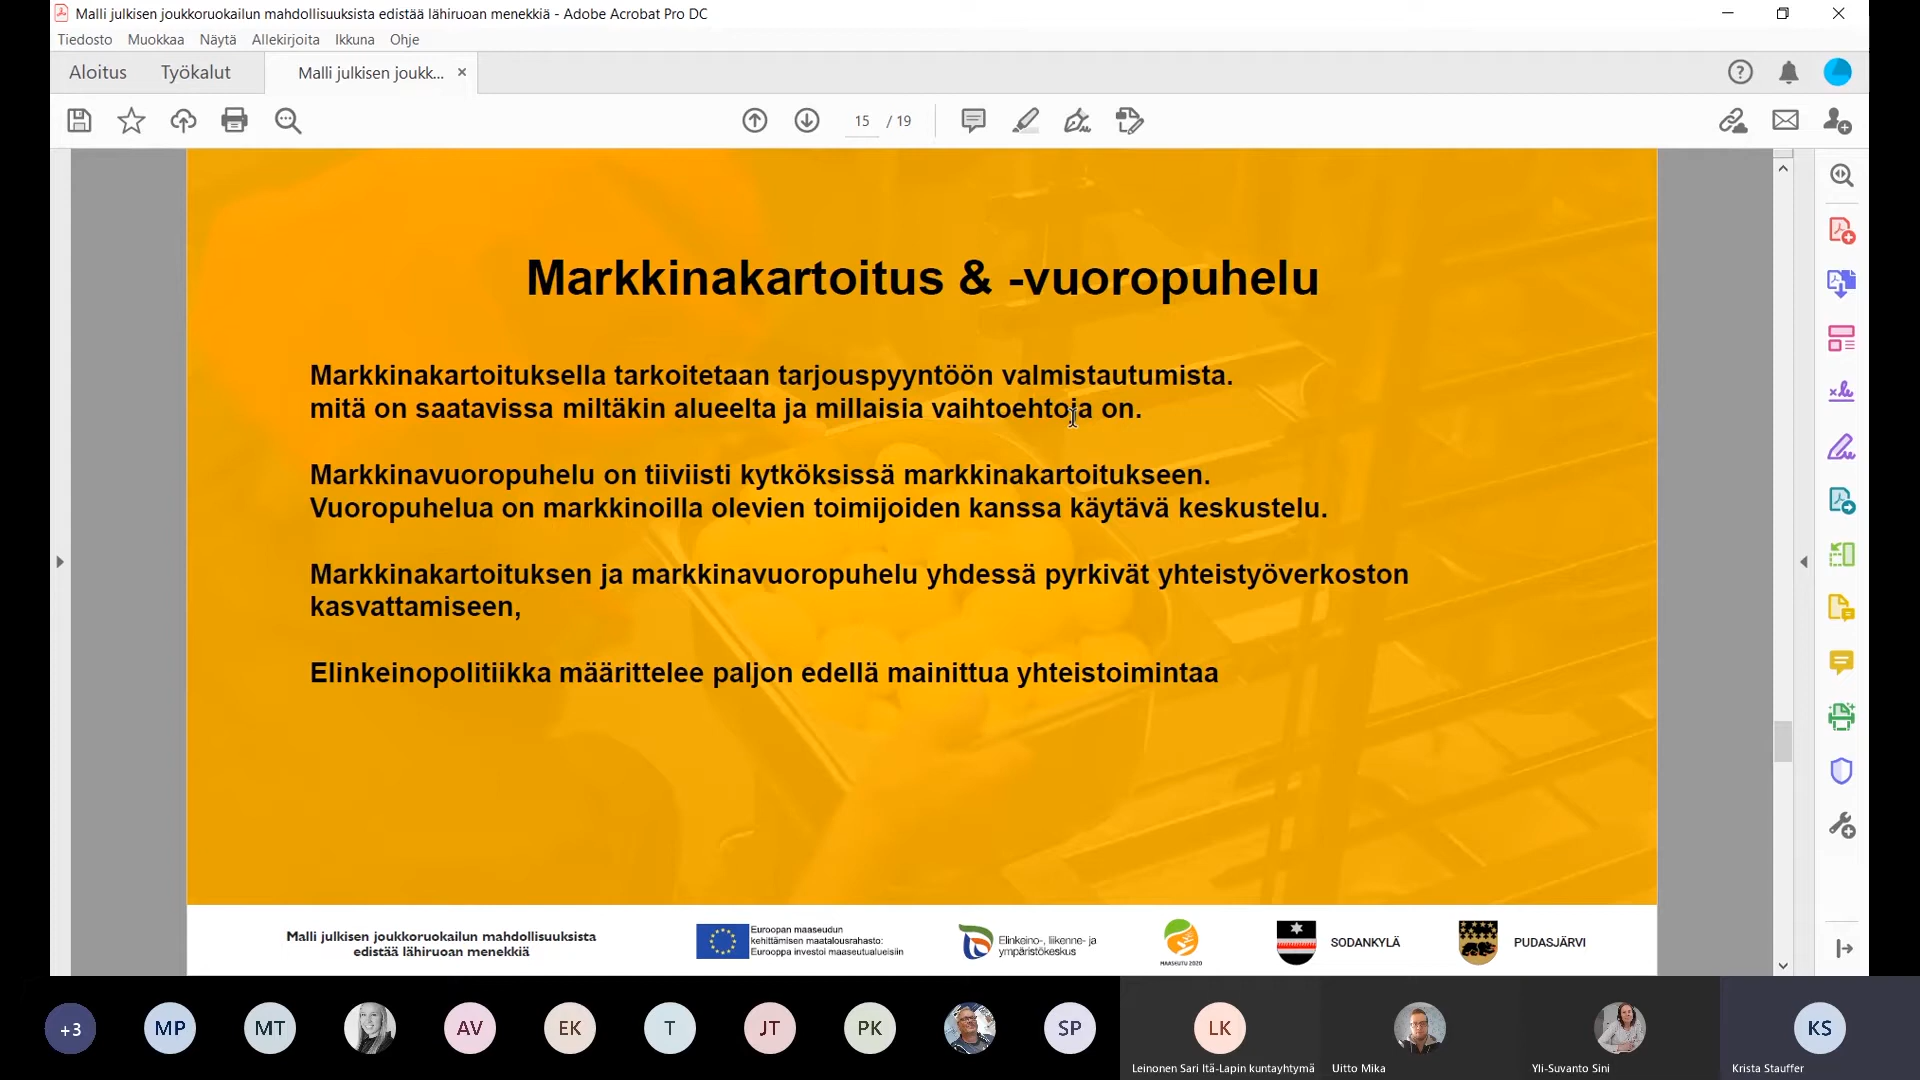 Malli julkisen joukkoruokailun mahdollisuuksista edistää lähiruoan menekkiä - Adobe Acrobat Pro DC
Tiedosto Muokkaa Näytä Allekirjoita Ikkuna Ohje
Aloitus Työkalut Malli julkisen joukk... ×
15 / 19
Markkinakartoitus & -vuoropuhelu
Markkinakartoituksella tarkoitetaan tarjouspyyntöön valmistautumista.
mitä on saatavissa miltäkin alueelta ja millaisia vaihtoehtoja on.
Markkinavuoropuhelu on tiiviisti kytköksissä markkinakartoitukseen.
Vuoropuhelua on markkinoilla olevien toimijoiden kanssa käytävä keskustelu.
Markkinakartoituksen ja markkinavuoropuhelu yhdessä pyrkivät yhteistyöverkoston
kasvattamiseen,
Elinkeinopolitiikka määrittelee paljon edellä mainittua yhteistoimintaa
Malli julkisen joukkoruokailun mahdollisuuksista
edistää lähiruoan menekkiä
Euroopan maaseudun
kehittämisen maatalousrahasto:
Eurooppa investoi maaseutualueisiin
Elinkeino-, liikenne- ja
ympäristökeskus
MAASEUTU 2020
SODANKYLÄ
PUDASJÄRVI
+3 MP MT AV EK T JT PK SP LK KS
Leinonen Sari Itä-Lapin kuntayhtymä Uitto Mika Yli-Suvanto Sini Krista Stauffer